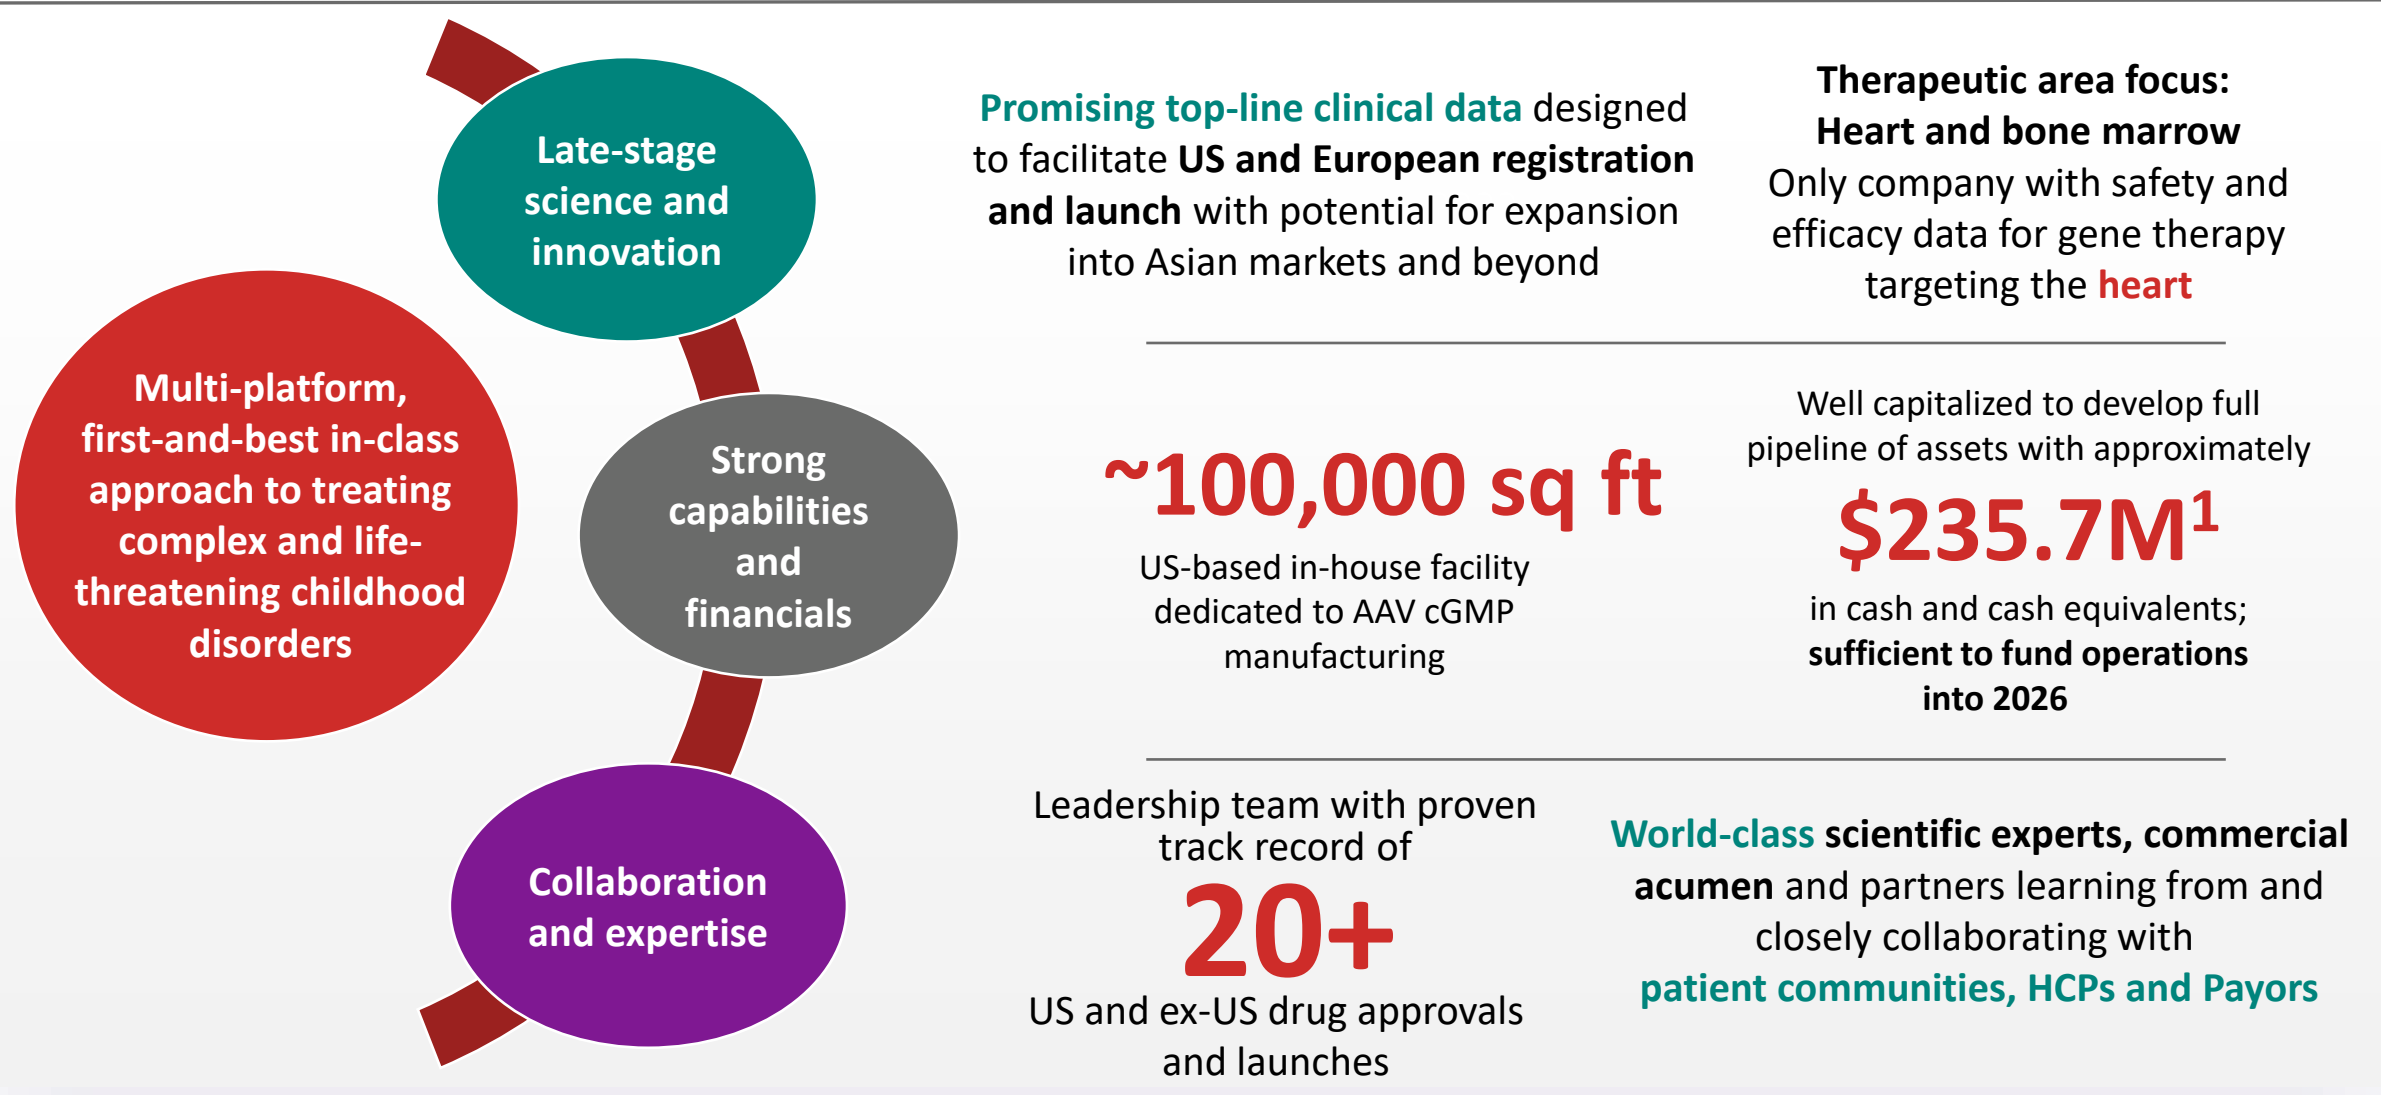 Multi-platform,
first-and-best in-class
approach to treating
complex and life-
threatening childhood
disorders
Late-stage
science and
innovation
Promising top-line clinical data designed
to facilitate US and European registration
and launch with potential for expansion
into Asian markets and beyond
Therapeutic area focus:
Heart and bone marrow
Only company with safety and
efficacy data for gene therapy
targeting the heart
Strong
capabilities
and
financials
~100,000 sq ft
US-based in-house facility
dedicated to AAV cGMP
manufacturing
Well capitalized to develop full
pipeline of assets with approximately
$235.7M¹
in cash and cash equivalents;
sufficient to fund operations
into 2026
Collaboration
and expertise
Leadership team with proven
track record of
20+
US and ex-US drug approvals
and launches
World-class scientific experts, commercial
acumen and partners learning from and
closely collaborating with
patient communities, HCPs and Payors